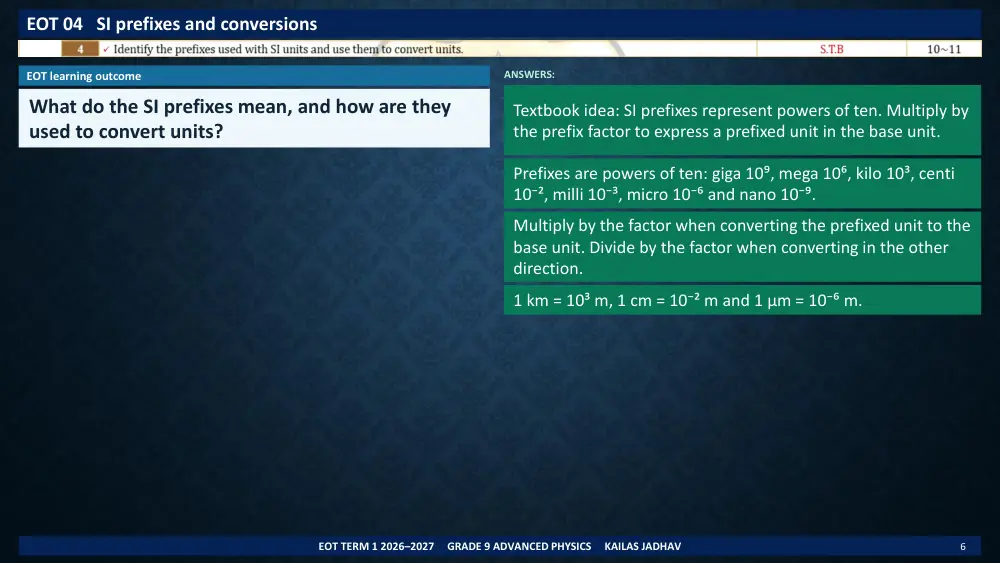 EOT 04 SI prefixes and conversions
4 ✓ Identify the prefixes used with SI units and use them to convert units. S.T.B 10~11
EOT learning outcome
What do the SI prefixes mean, and how are they
used to convert units?
ANSWERS:
Textbook idea: SI prefixes represent powers of ten. Multiply by
the prefix factor to express a prefixed unit in the base unit.
Prefixes are powers of ten: giga 10⁹, mega 10⁶, kilo 10³, centi
10⁻², milli 10⁻³, micro 10⁻⁶ and nano 10⁻⁹.
Multiply by the factor when converting the prefixed unit to the
base unit. Divide by the factor when converting in the other
direction.
1 km = 10³ m, 1 cm = 10⁻² m and 1 µm = 10⁻⁶ m.
EOT TERM 1 2026–2027 GRADE 9 ADVANCED PHYSICS KAILAS JADHAV 6